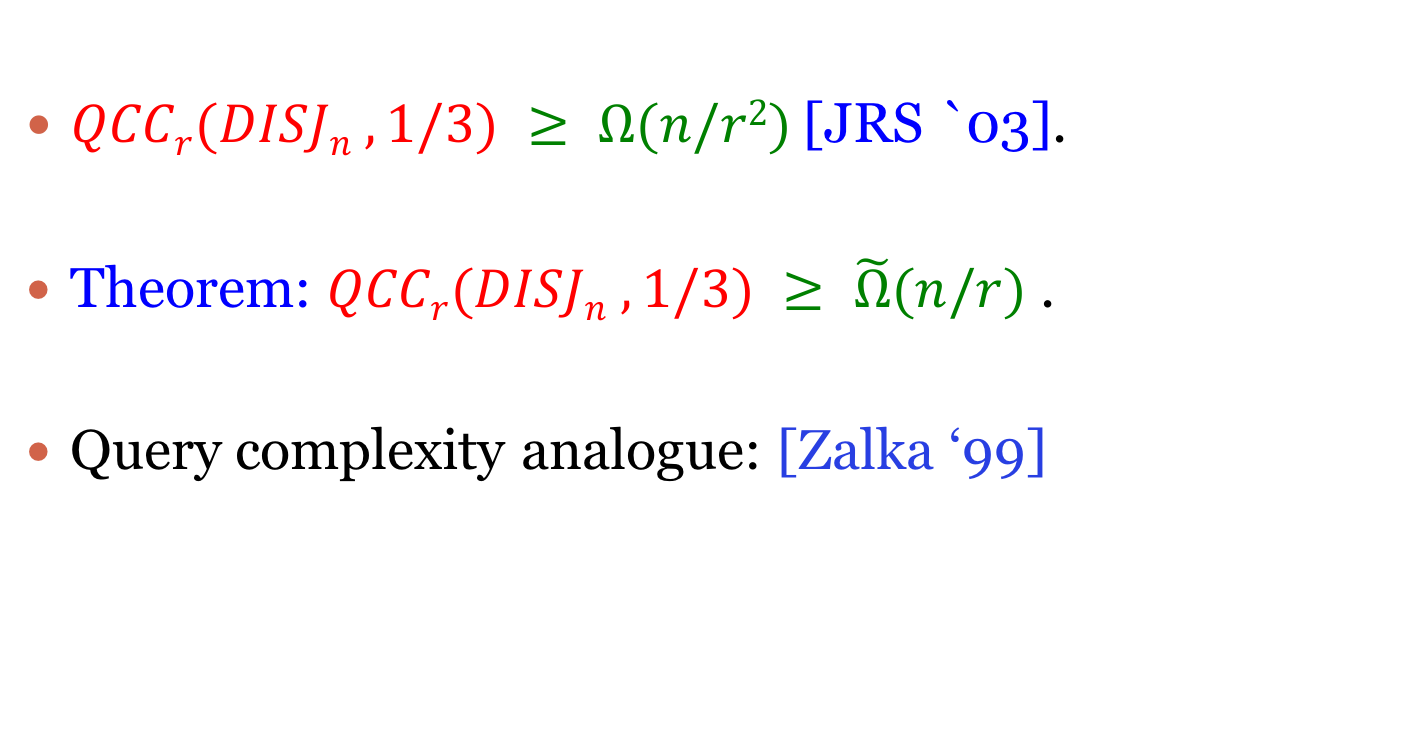 • QCC_r(DISJ_n , 1/3) ≥ Ω(n/r²) [JRS `03].
• Theorem: QCC_r(DISJ_n , 1/3) ≥ Ω̃(n/r) .
• Query complexity analogue: [Zalka ‘99]